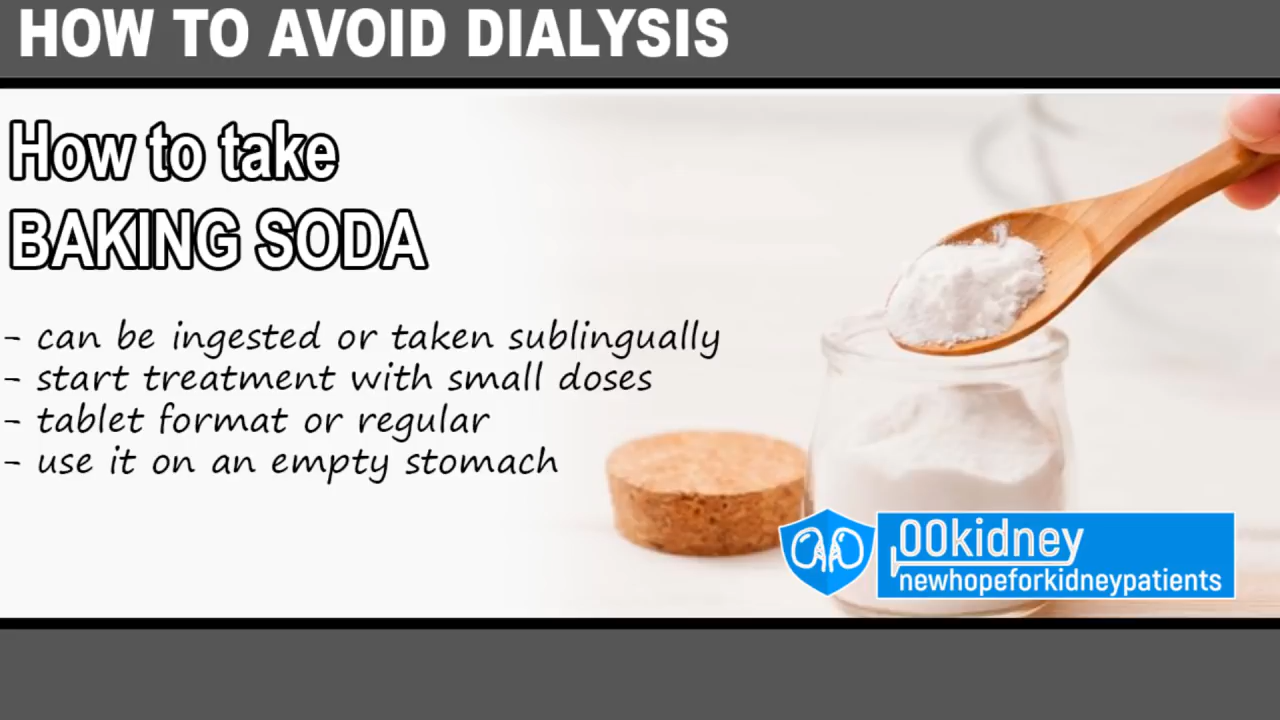 HOW TO AVOID DIALYSIS
How to take
BAKING SODA
- can be ingested or taken sublingually
- start treatment with small doses
- tablet format or regular
- use it on an empty stomach
00kidney
newhopeforkidneypatients